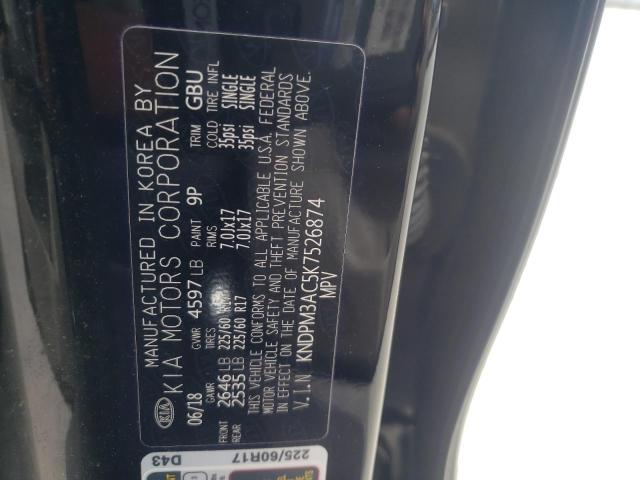 MANUFACTURED IN KOREA BY
KIA KIA MOTORS CORPORATION
06/18 GVWR 4597 LB PAINT 9P TRIM GBU
GAWR TIRES RIMS COLD TIRE INFL
FRONT 2646 LB 225/60 R17 7.0Jx17 35psi SINGLE
REAR 2535 LB 225/60 R17 7.0Jx17 35psi SINGLE
THIS VEHICLE CONFORMS TO ALL APPLICABLE U.S.A. FEDERAL
MOTOR VEHICLE SAFETY AND THEFT PREVENTION STANDARDS
IN EFFECT ON THE DATE OF MANUFACTURE SHOWN ABOVE.
V.I.N. KNDPM3AC5K7526874
MPV
D43
225/60R17